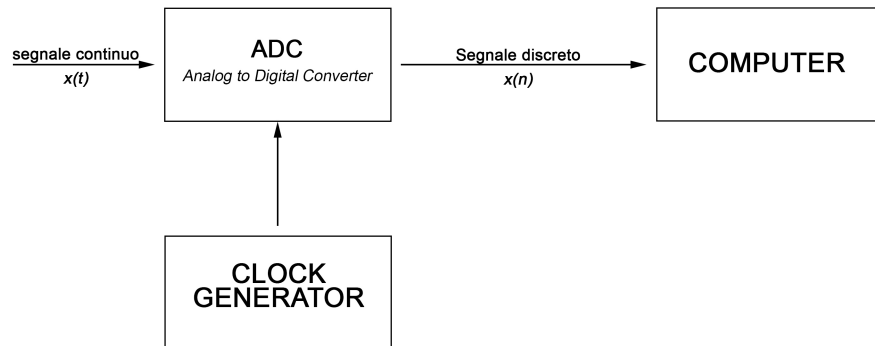 segnale continuo
x(t)
ADC
Analog to Digital Converter
Segnale discreto
x(n)
COMPUTER
CLOCK
GENERATOR